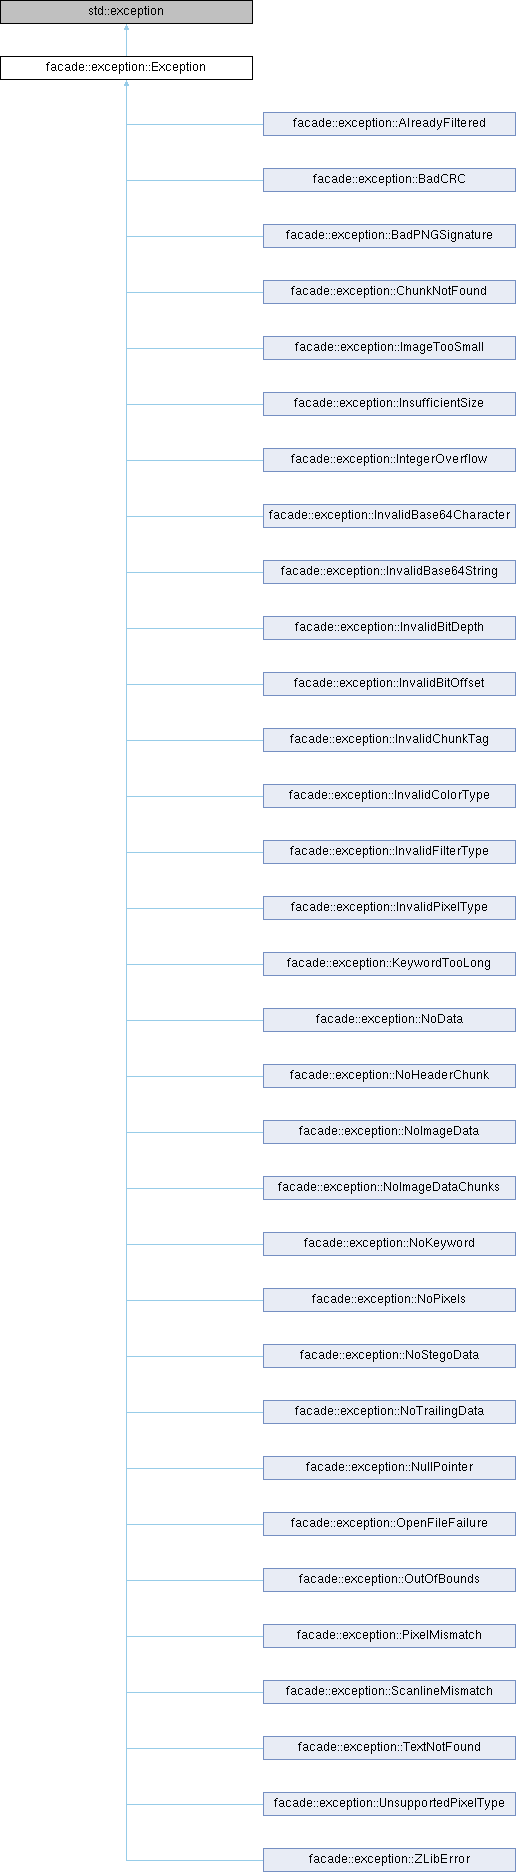 std::exception
facade::exception::Exception
facade::exception::AlreadyFiltered
facade::exception::BadCRC
facade::exception::BadPNGSignature
facade::exception::ChunkNotFound
facade::exception::ImageTooSmall
facade::exception::InsufficientSize
facade::exception::IntegerOverflow
facade::exception::InvalidBase64Character
facade::exception::InvalidBase64String
facade::exception::InvalidBitDepth
facade::exception::InvalidBitOffset
facade::exception::InvalidChunkTag
facade::exception::InvalidColorType
facade::exception::InvalidFilterType
facade::exception::InvalidPixelType
facade::exception::KeywordTooLong
facade::exception::NoData
facade::exception::NoHeaderChunk
facade::exception::NoImageData
facade::exception::NoImageDataChunks
facade::exception::NoKeyword
facade::exception::NoPixels
facade::exception::NoStegoData
facade::exception::NoTrailingData
facade::exception::NullPointer
facade::exception::OpenFileFailure
facade::exception::OutOfBounds
facade::exception::PixelMismatch
facade::exception::ScanlineMismatch
facade::exception::TextNotFound
facade::exception::UnsupportedPixelType
facade::exception::ZLibError